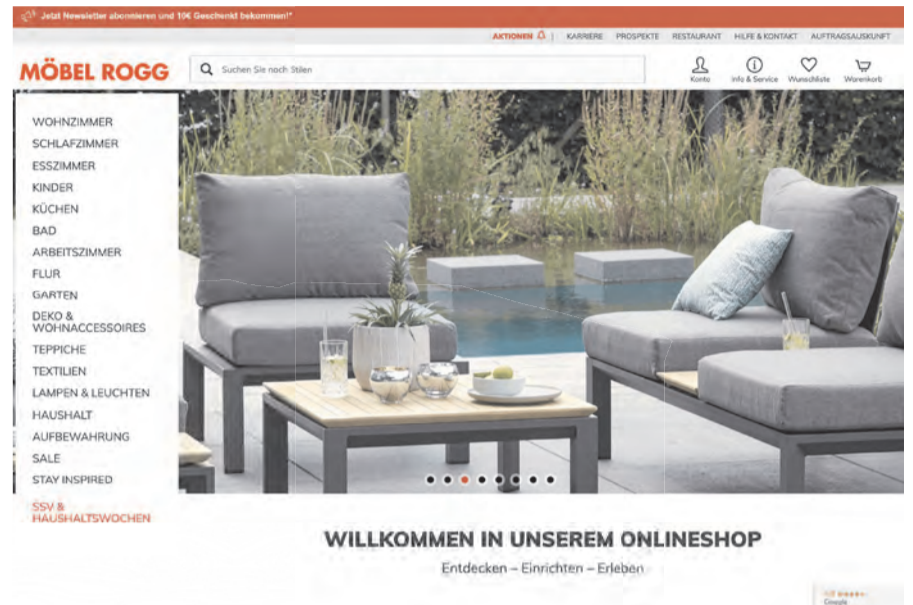 Jetzt Newsletter abonnieren und 10€ Geschenkt bekommen!*
AKTIONEN | KARRIERE PROSPEKTE RESTAURANT HILFE & KONTAKT AUFTRAGSAUSKUNFT
MÖBEL ROGG
Suchen Sie nach Stilen
Konto Info & Service Wunschliste Warenkorb
WOHNZIMMER
SCHLAFZIMMER
ESSZIMMER
KINDER
KÜCHEN
BAD
ARBEITSZIMMER
FLUR
GARTEN
DEKO &
WOHNACCESSOIRES
TEPPICHE
TEXTILIEN
LAMPEN & LEUCHTEN
HAUSHALT
AUFBEWAHRUNG
SALE
STAY INSPIRED
SSV &
HAUSHALTSWOCHEN
WILLKOMMEN IN UNSEREM ONLINESHOP
Entdecken – Einrichten – Erleben